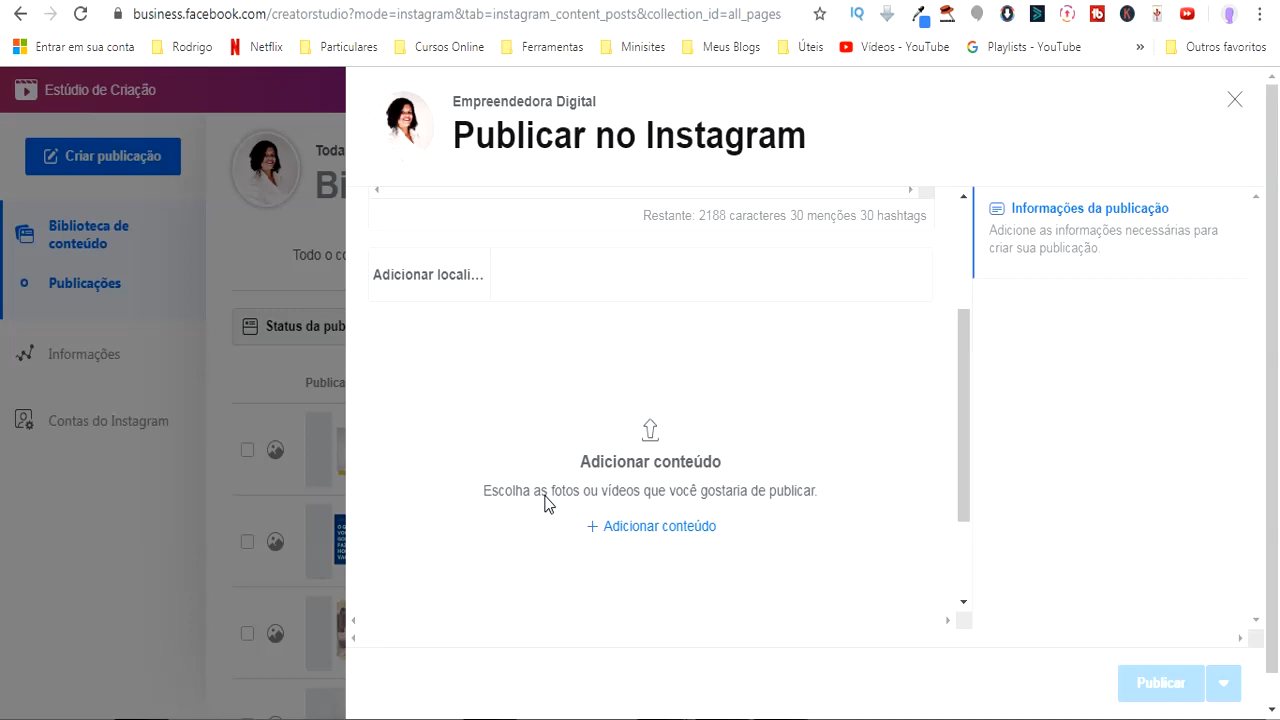 business.facebook.com/creatorstudio?mode=instagram&tab=instagram_content_posts&collection_id=all_pages
Entrar em sua conta
Rodrigo
Netflix
Particulares
Cursos Online
Ferramentas
Minisites
Meus Blogs
Úteis
Vídeos - YouTube
Playlists - YouTube
»
Outros favoritos
Estúdio de Criação
Criar publicação
Biblioteca de
conteúdo
Publicações
Informações
Contas do Instagram
Toda
Bi
Todo o co
Status da pub
Publica
Empreendedora Digital
Publicar no Instagram
Restante: 2188 caracteres 30 menções 30 hashtags
Adicionar locali...
Adicionar conteúdo
Escolha as fotos ou vídeos que você gostaria de publicar.
+ Adicionar conteúdo
Informações da publicação
Adicione as informações necessárias para
criar sua publicação.
Publicar